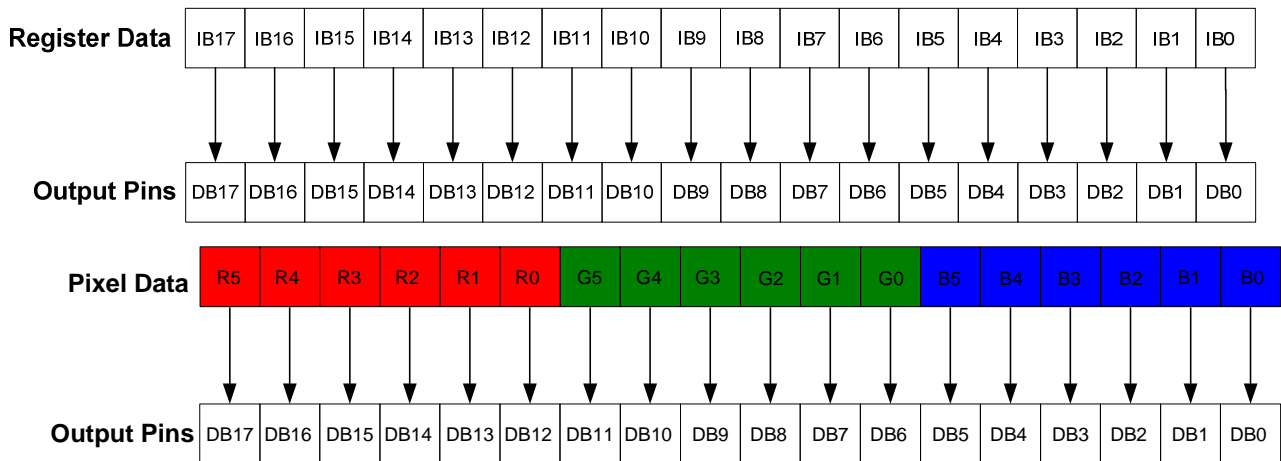 Register Data IB17 IB16 IB15 IB14 IB13 IB12 IB11 IB10 IB9 IB8 IB7 IB6 IB5 IB4 IB3 IB2 IB1 IB0
Output Pins DB17 DB16 DB15 DB14 DB13 DB12 DB11 DB10 DB9 DB8 DB7 DB6 DB5 DB4 DB3 DB2 DB1 DB0
Pixel Data R5 R4 R3 R2 R1 R0 G5 G4 G3 G2 G1 G0 B5 B4 B3 B2 B1 B0
Output Pins DB17 DB16 DB15 DB14 DB13 DB12 DB11 DB10 DB9 DB8 DB7 DB6 DB5 DB4 DB3 DB2 DB1 DB0